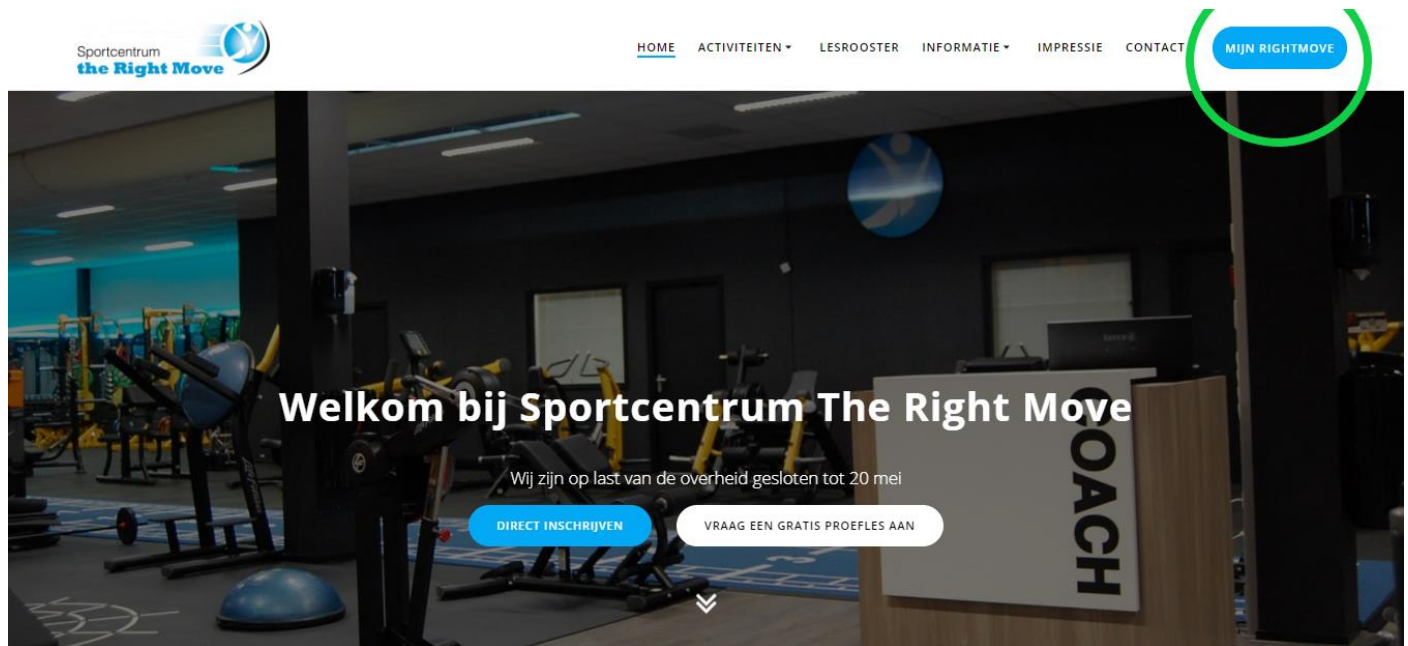 Sportcentrum
the Right Move
HOME ACTIVITEITEN LESROOSTER INFORMATIE IMPRESSIE CONTACT MIJN RIGHTMOVE
Welkom bij Sportcentrum The Right Move
Wij zijn op last van de overheid gesloten tot 20 mei
DIRECT INSCHRIJVEN VRAAG EEN GRATIS PROEFLES AAN
COACH